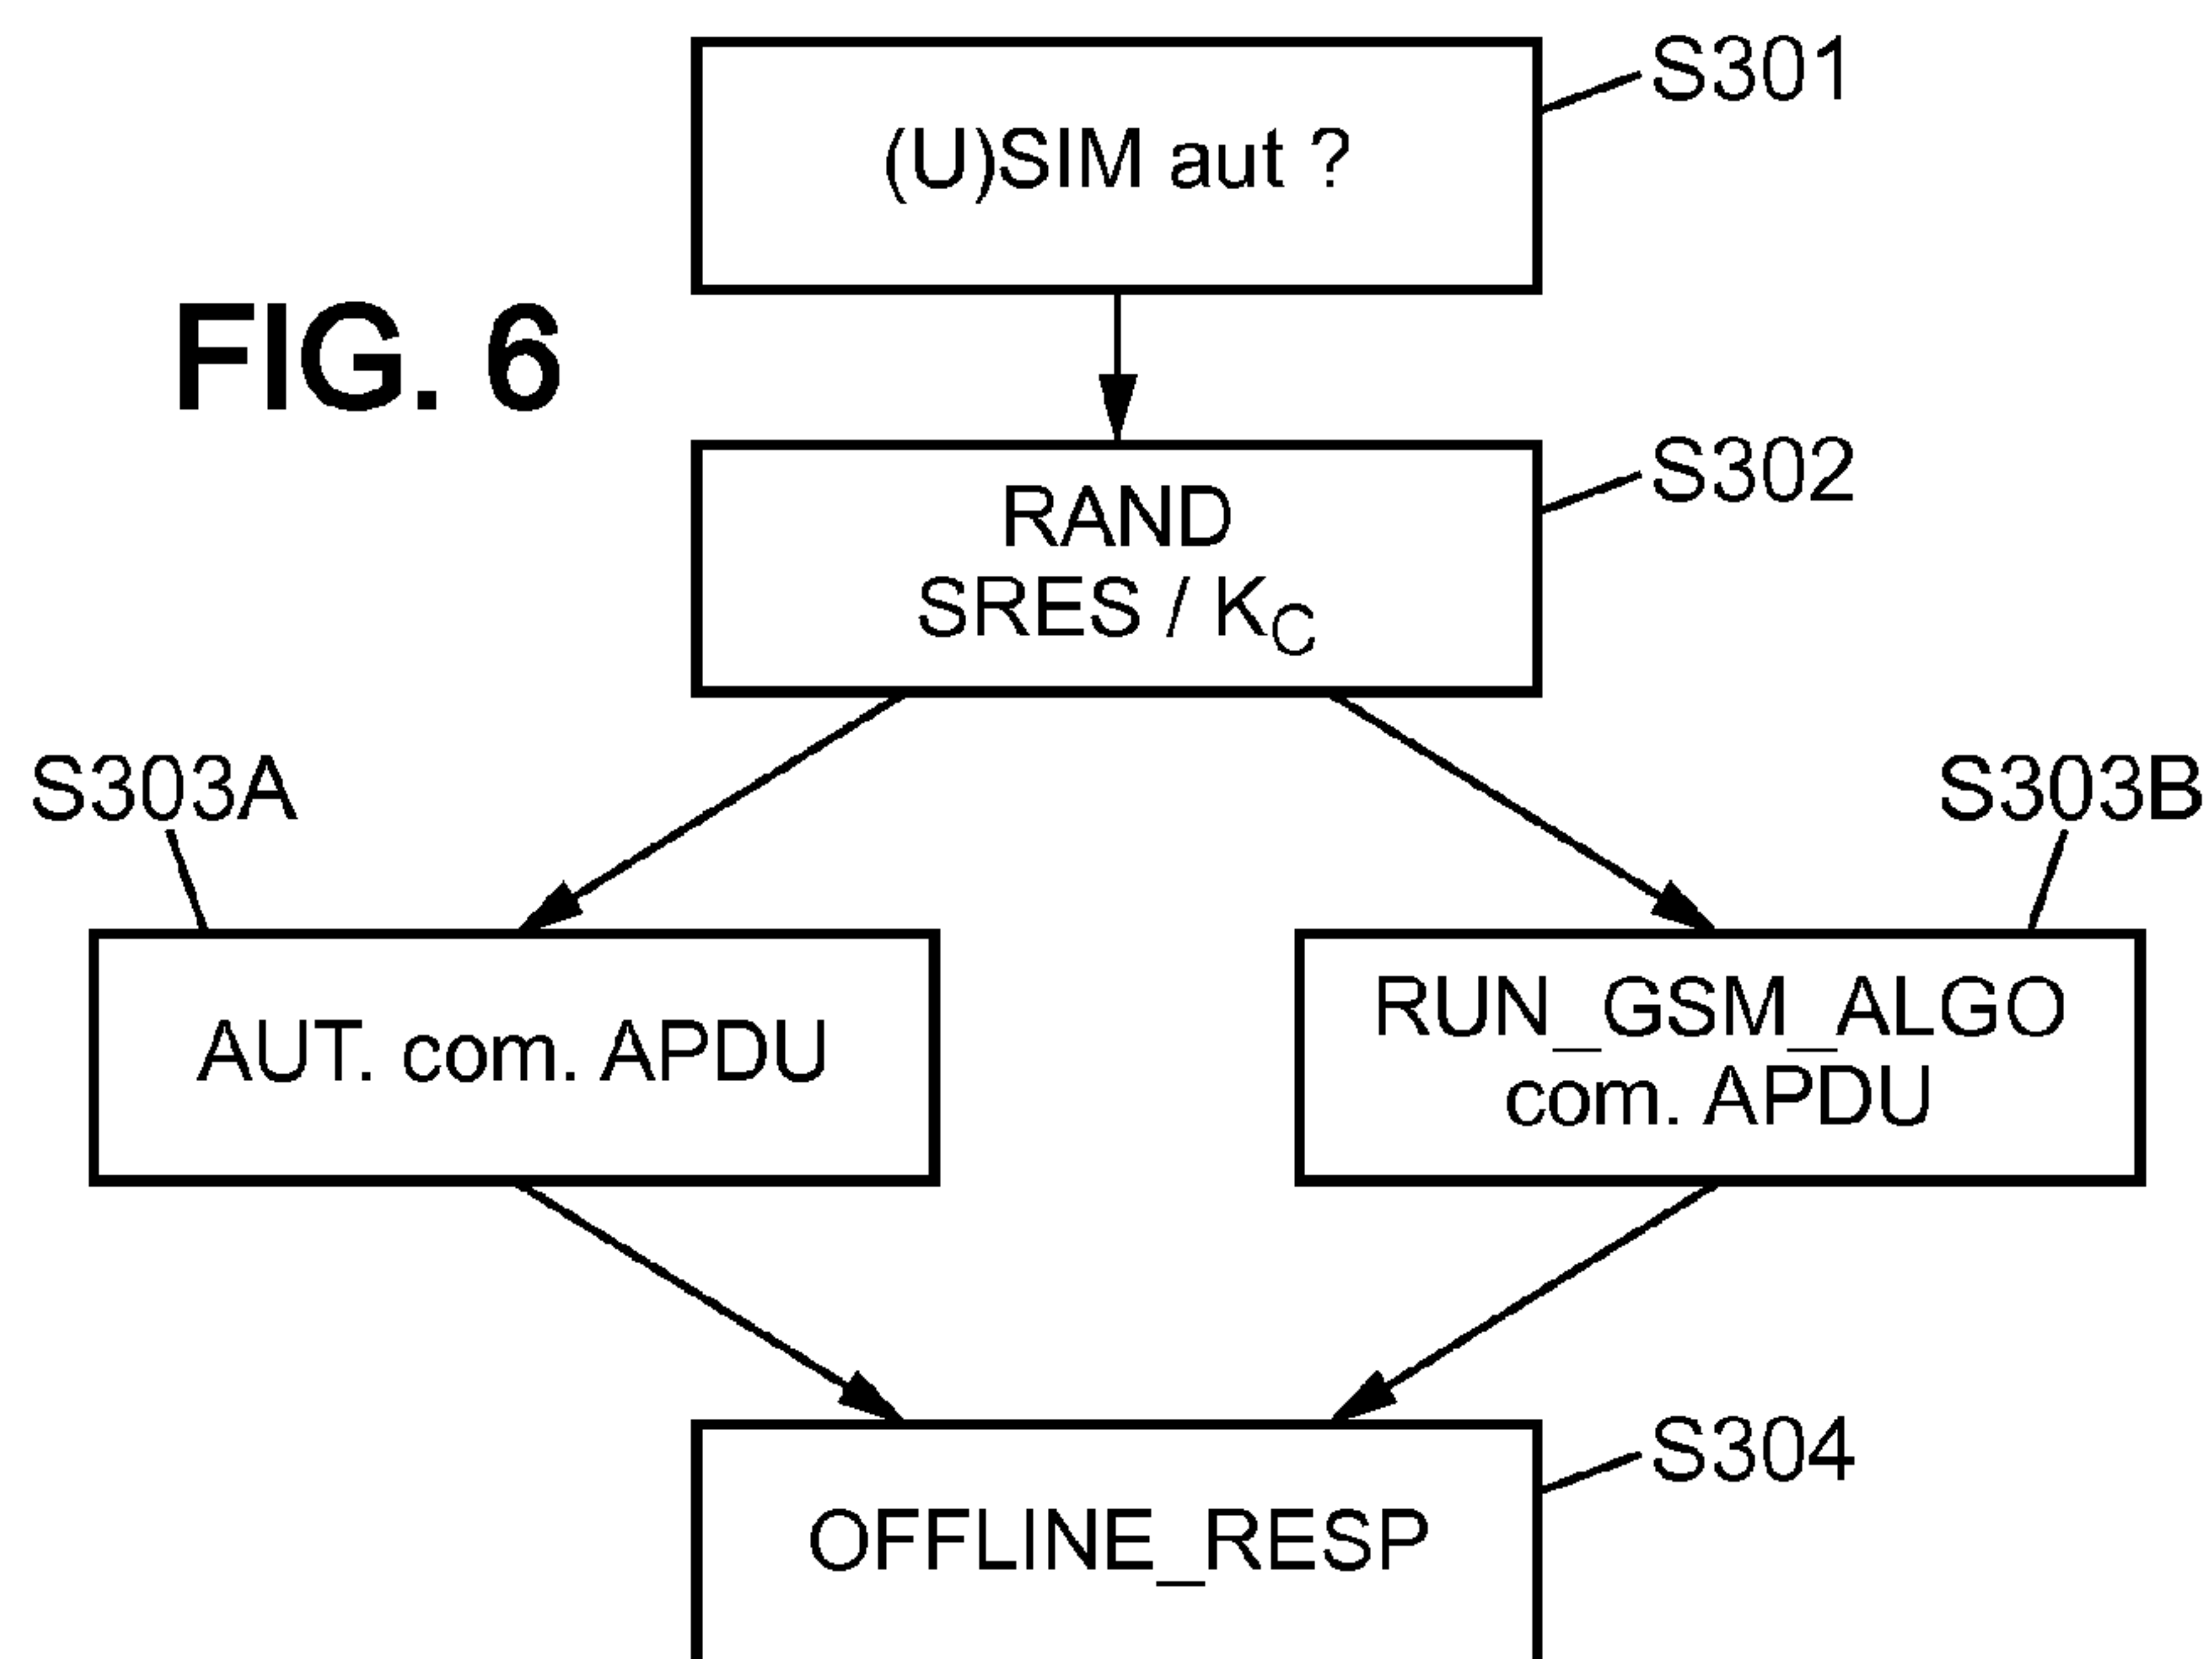 S301
(U)SIM aut ?
FIG. 6
S302
RAND
SRES / KC
S303A
S303B
AUT. com. APDU
RUN_GSM_ALGO
com. APDU
S304
OFFLINE_RESP